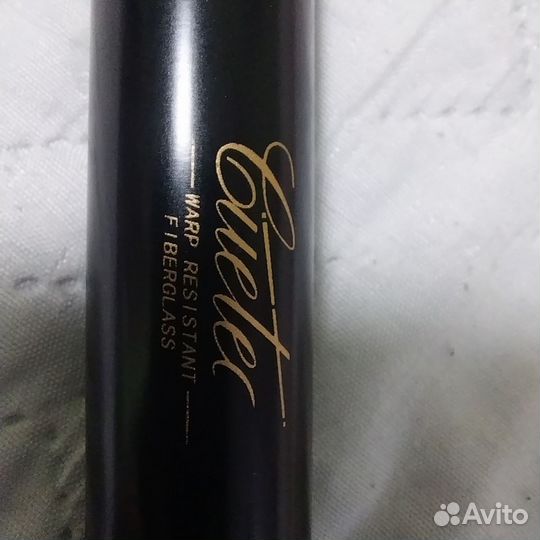 Cuetec
WARP RESISTANT
FIBERGLASS
Avito